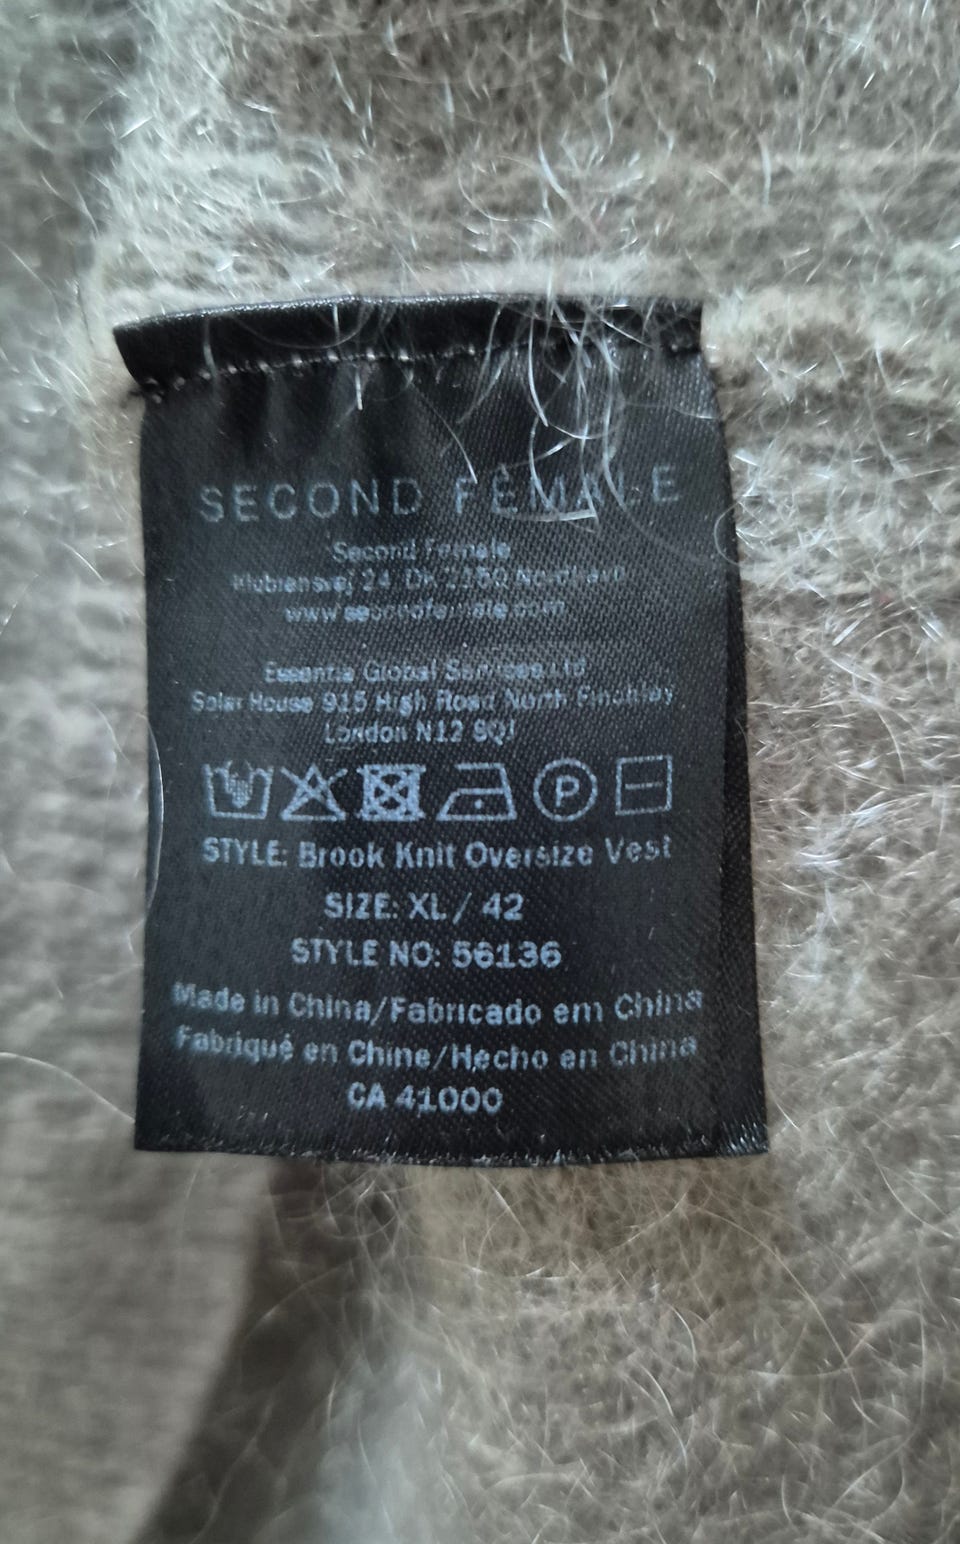 SECOND FEMALE
Second Female
24 DK
www.secondfemale.com
Essentia Global Services Ltd
Solar House 915 High Road North Finchley
London N12
P
STYLE: Brook Knit Oversize Vest
SIZE: XL / 42
STYLE NO: 56136
Made in China/Fabricado em China
Fabriqué en Chine/Hecho en China
CA 41000